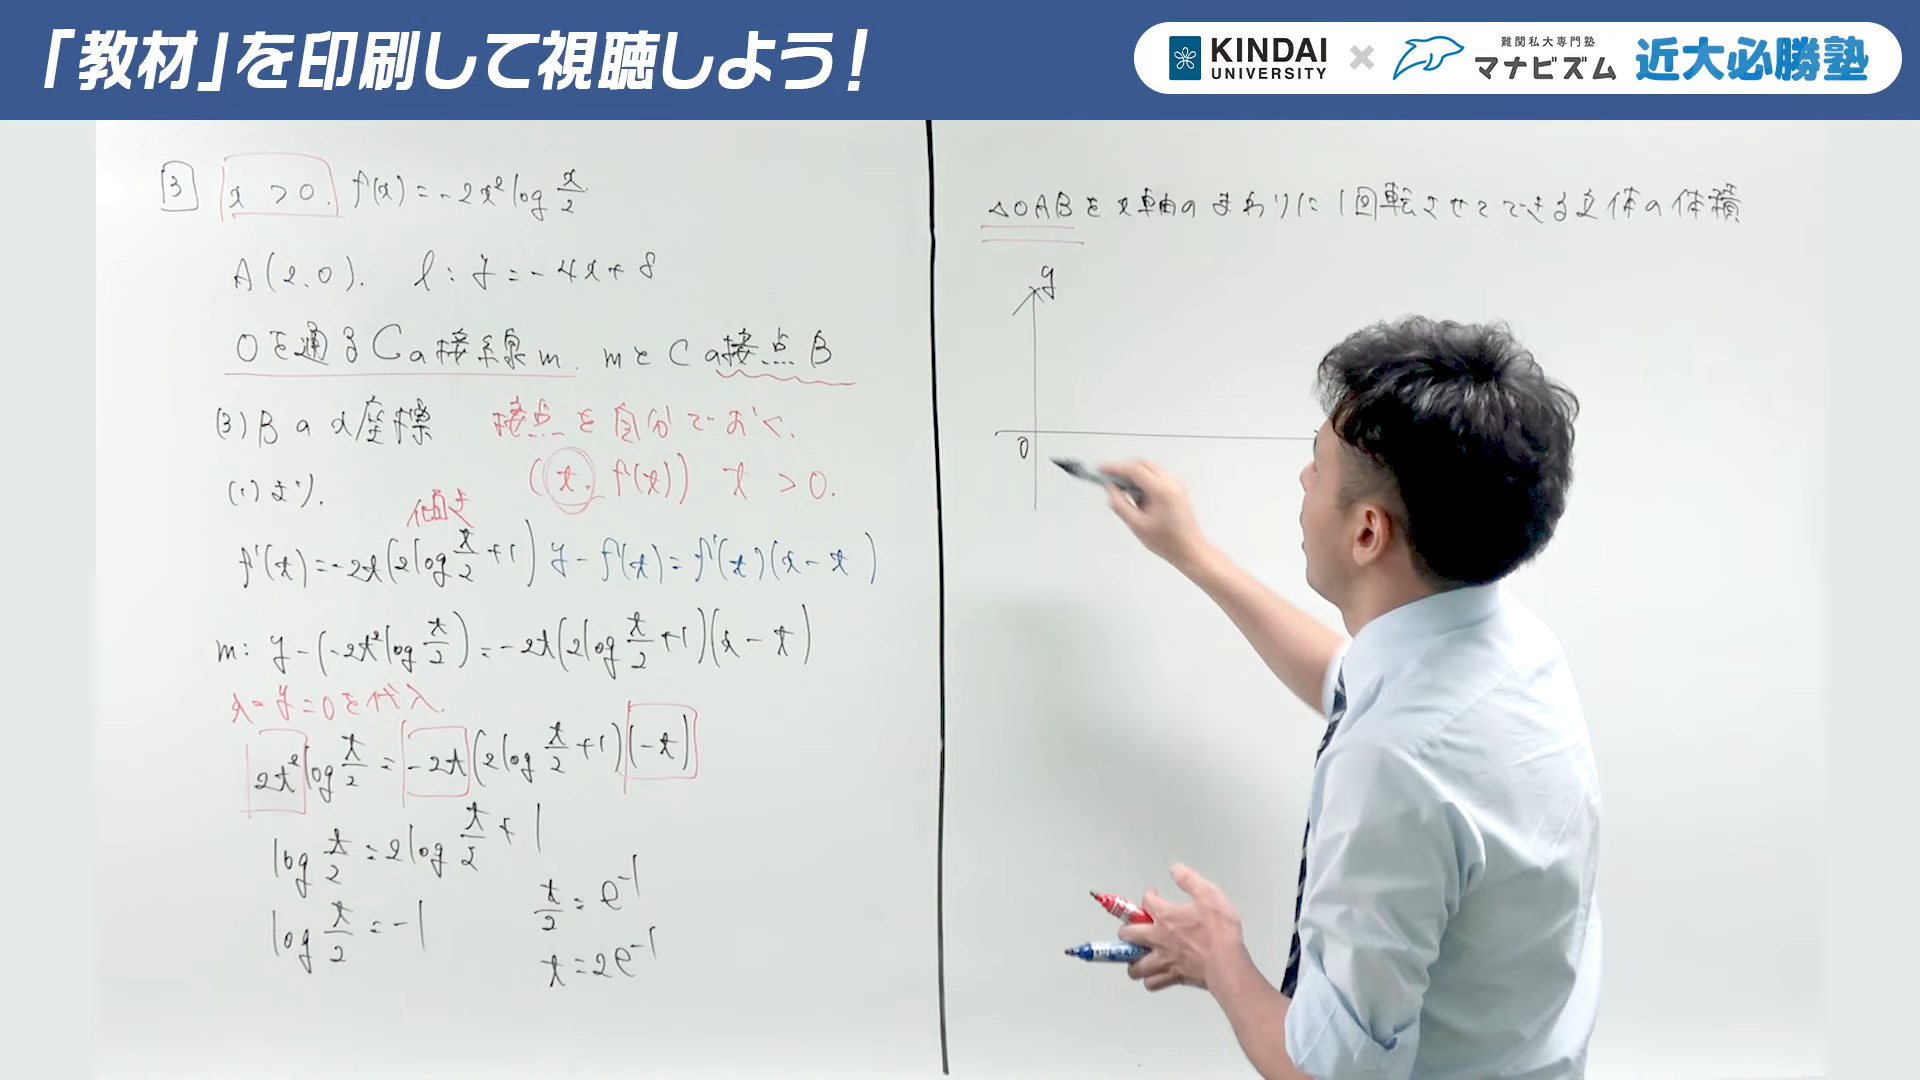 「教材」を印刷して視聴しよう！
KINDAI UNIVERSITY × 難関私大専門塾 マナビズム 近大必勝塾
3 x > 0. f(x) = -2x² log x/2
A(2.0). l : y = -4x + 8
Oを通るCの接線m. mとCの接点B
(3) Bのx座標 接点を自分でおく.
(1)より. (t. f(t)) t > 0.
傾き
f'(t) = -2t(2log t/2 + 1) y - f(t) = f'(t)(x - t)
m: y - (-2t² log t/2) = -2t(2log t/2 + 1)(x - t)
x = y = 0を代入.
2t² log t/2 = -2t(2log t/2 + 1)(-t)
log t/2 = 2log t/2 + 1
log t/2 = -1
t/2 = e⁻¹
t = 2e⁻¹
△OABをx軸のまわりに1回転させてできる立体の体積
y
O